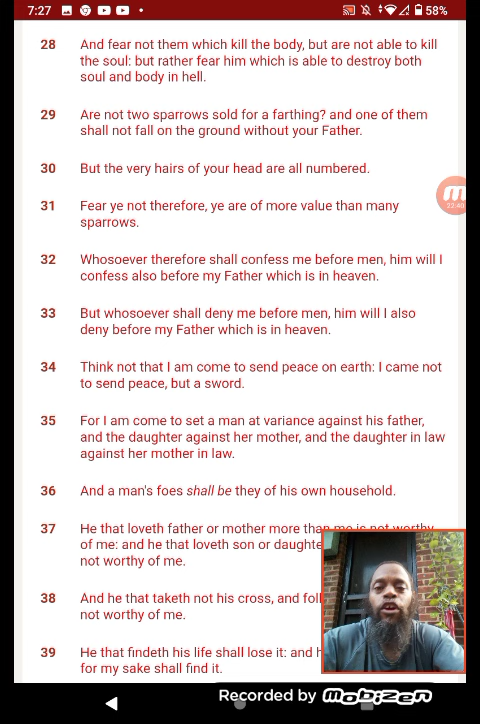 7:27
58%
28 And fear not them which kill the body, but are not able to kill
the soul: but rather fear him which is able to destroy both
soul and body in hell.
29 Are not two sparrows sold for a farthing? and one of them
shall not fall on the ground without your Father.
30 But the very hairs of your head are all numbered.
31 Fear ye not therefore, ye are of more value than many
sparrows.
22:40
32 Whosoever therefore shall confess me before men, him will I
confess also before my Father which is in heaven.
33 But whosoever shall deny me before men, him will I also
deny before my Father which is in heaven.
34 Think not that I am come to send peace on earth: I came not
to send peace, but a sword.
35 For I am come to set a man at variance against his father,
and the daughter against her mother, and the daughter in law
against her mother in law.
36 And a man's foes shall be they of his own household.
37 He that loveth father or mother more than me is not worthy
of me: and he that loveth son or daughte
not worthy of me.
38 And he that taketh not his cross, and foll
not worthy of me.
39 He that findeth his life shall lose it: and h
for my sake shall find it.
Recorded by Mobizen